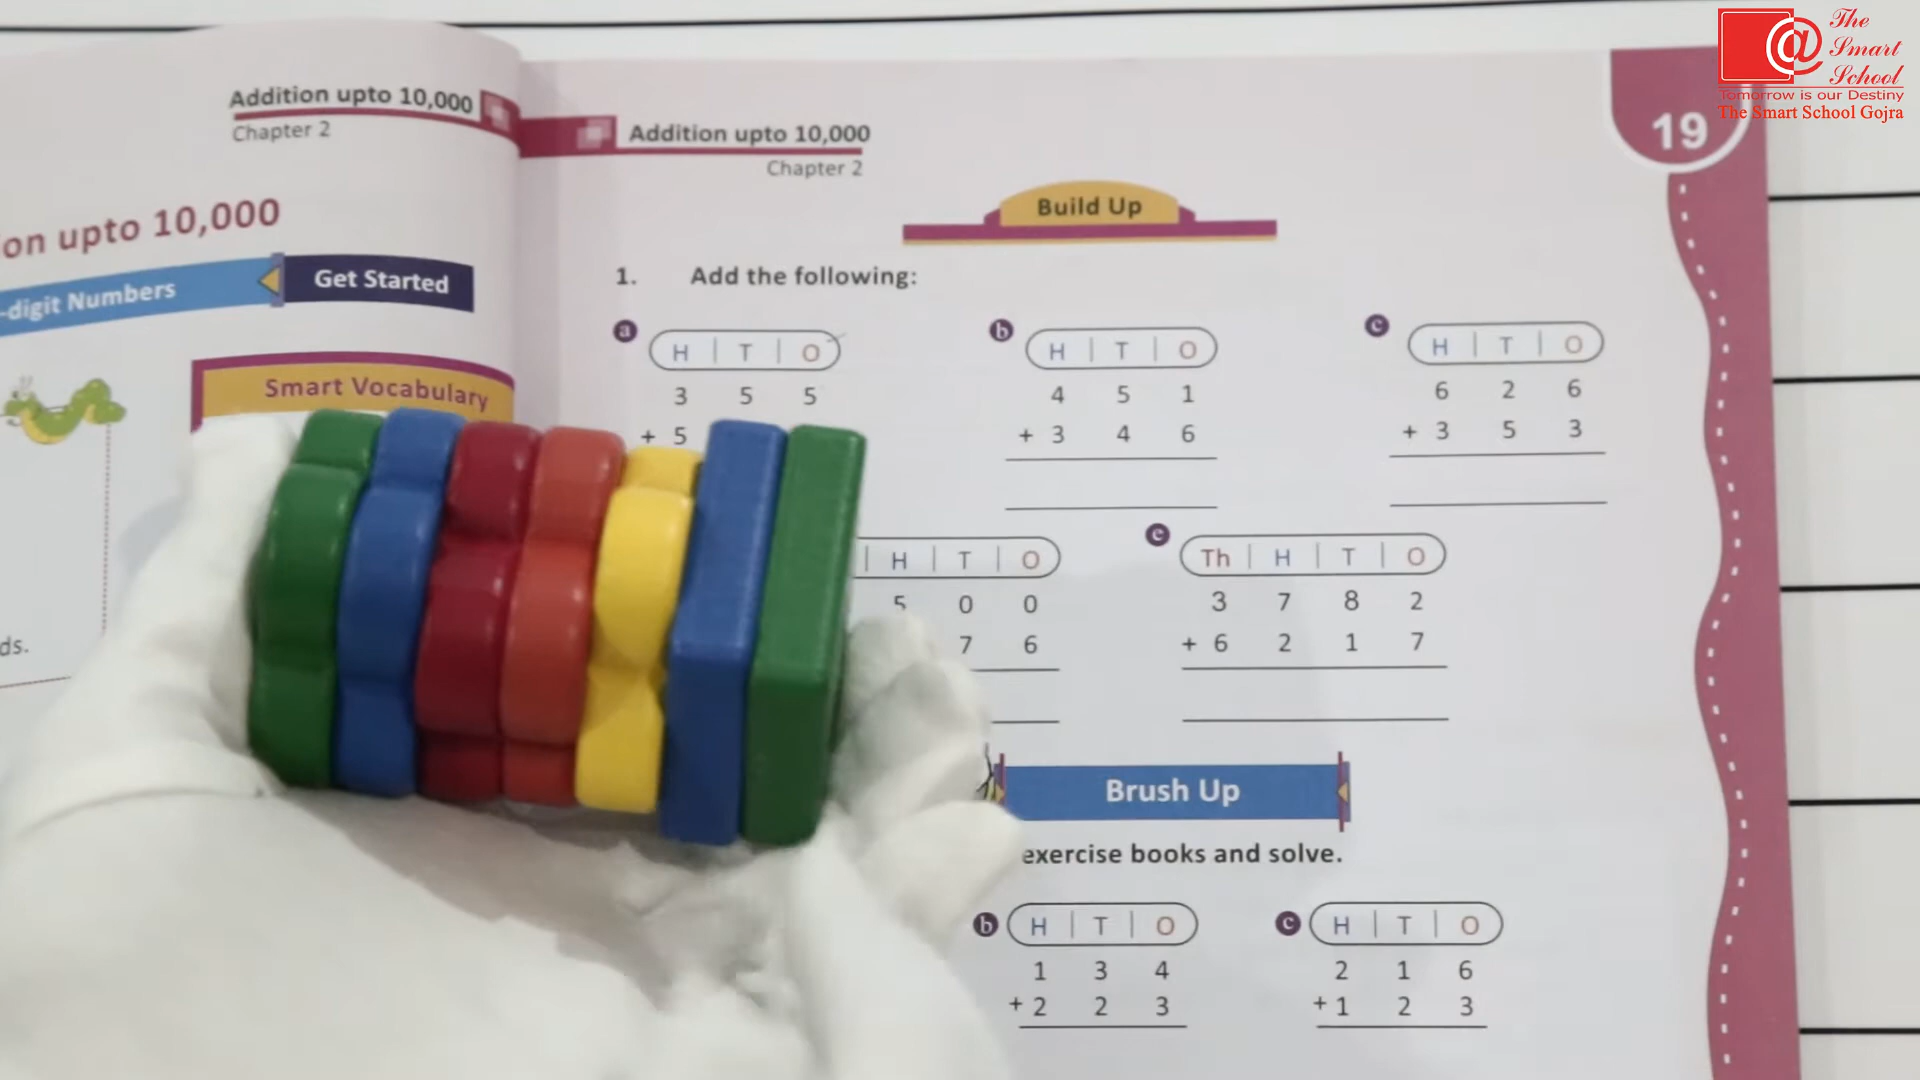 The
Smart
School
Tomorrow is our Destiny
The Smart School Gojra
Addition upto 10,000
Chapter 2
on upto 10,000
-digit Numbers
Get Started
Smart Vocabulary
ds.
Addition upto 10,000
Chapter 2
19
Build Up
1. Add the following:
a H T O
3 5 5
+ 5
b H T O
4 5 1
+ 3 4 6
c H T O
6 2 6
+ 3 5 3
H T O
5 0 0
7 6
e Th H T O
3 7 8 2
+ 6 2 1 7
Brush Up
exercise books and solve.
b H T O
1 3 4
+ 2 2 3
c H T O
2 1 6
+ 1 2 3